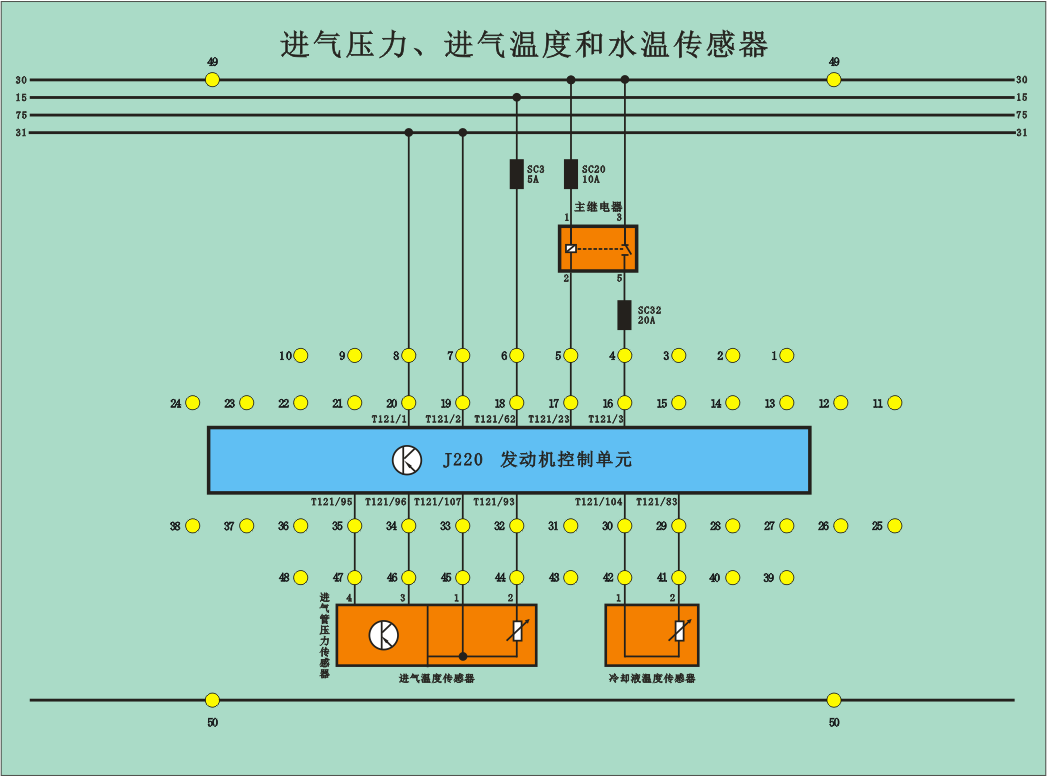 进气压力、进气温度和水温传感器
49 49
30 30
15 15
75 75
31 31
SC3 SC20
5A 10A
主继电器
1 3
2 5
SC32
20A
10 9 8 7 6 5 4 3 2 1
24 23 22 21 20 19 18 17 16 15 14 13 12 11
T121/1 T121/2 T121/62 T121/23 T121/3
J220 发动机控制单元
T121/95 T121/96 T121/107 T121/93 T121/104 T121/83
38 37 36 35 34 33 32 31 30 29 28 27 26 25
48 47 46 45 44 43 42 41 40 39
4 3 1 2 1 2
进气管压力传感器
进气温度传感器 冷却液温度传感器
50 50